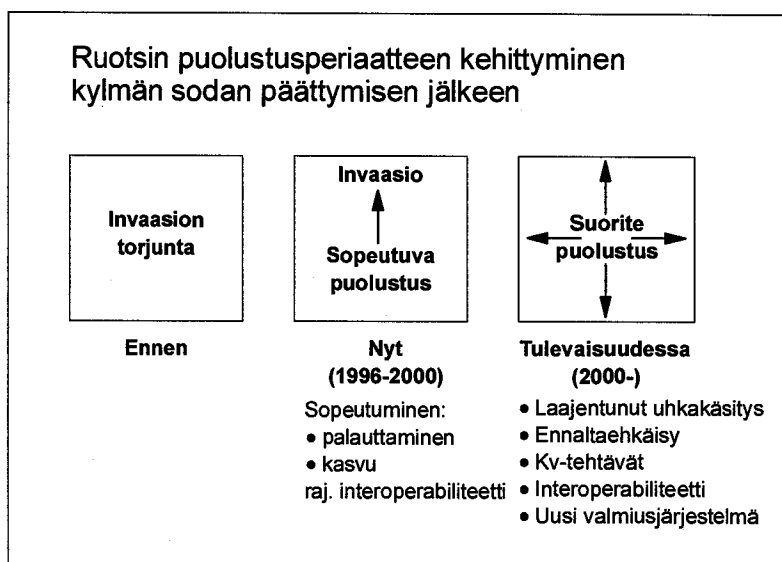 Ruotsin puolustusperiaatteen kehittyminen
kylmän sodan päättymisen jälkeen
Invaasion
torjunta
Ennen
Invaasio
Sopeutuva
puolustus
Nyt
(1996-2000)
Sopeutuminen:
• palauttaminen
• kasvu
raj. interoperabiliteetti
Suorite
puolustus
Tulevaisuudessa
(2000-)
• Laajentunut uhkakäsitys
• Ennaltaehkäisy
• Kv-tehtävät
• Interoperabiliteetti
• Uusi valmiusjärjestelmä